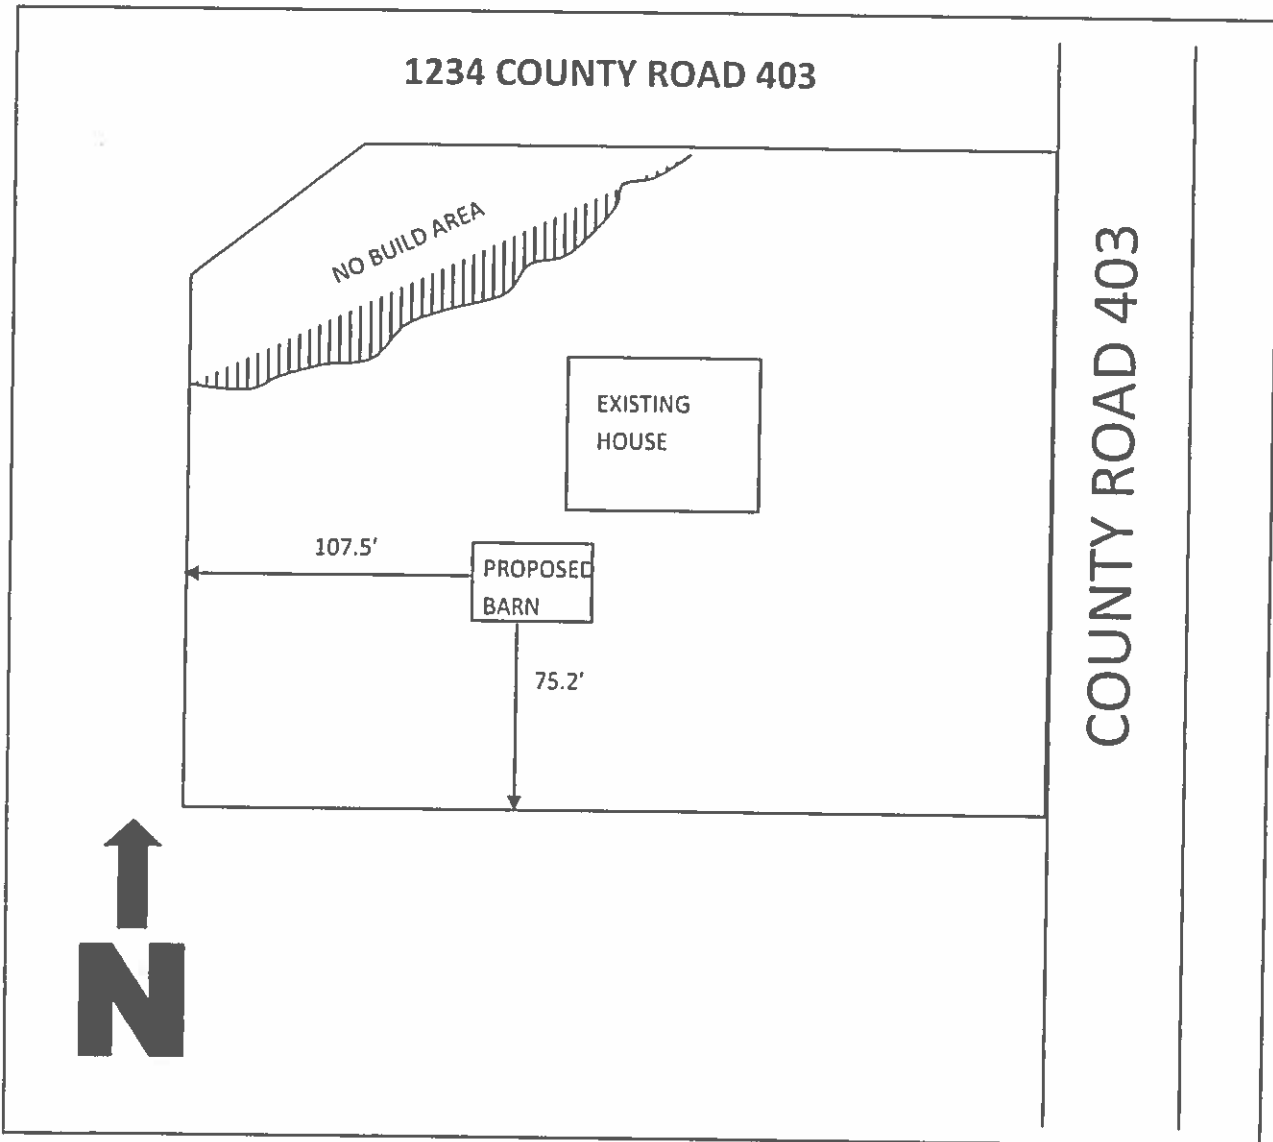 1234 COUNTY ROAD 403
NO BUILD AREA
EXISTING
HOUSE
COUNTY ROAD 403
107.5'
PROPOSED
BARN
75.2'
N